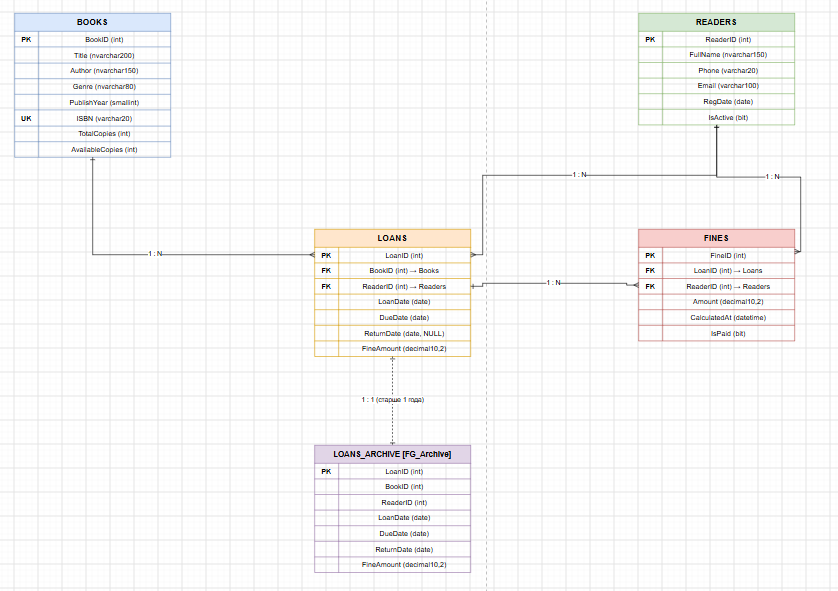 BOOKS
PK BookID (int)
Title (nvarchar200)
Author (nvarchar150)
Genre (nvarchar80)
PublishYear (smallint)
UK ISBN (varchar20)
TotalCopies (int)
AvailableCopies (int)
READERS
PK ReaderID (int)
FullName (nvarchar150)
Phone (varchar20)
Email (varchar100)
RegDate (date)
IsActive (bit)
1 : N
1 : N
1 : N
LOANS
PK LoanID (int)
FK BookID (int) → Books
FK ReaderID (int) → Readers
LoanDate (date)
DueDate (date)
ReturnDate (date, NULL)
FineAmount (decimal10,2)
1 : N
FINES
PK FineID (int)
FK LoanID (int) → Loans
FK ReaderID (int) → Readers
Amount (decimal10,2)
CalculatedAt (datetime)
IsPaid (bit)
1 : 1 (старше 1 года)
LOANS_ARCHIVE [FG_Archive]
PK LoanID (int)
BookID (int)
ReaderID (int)
LoanDate (date)
DueDate (date)
ReturnDate (date)
FineAmount (decimal10,2)